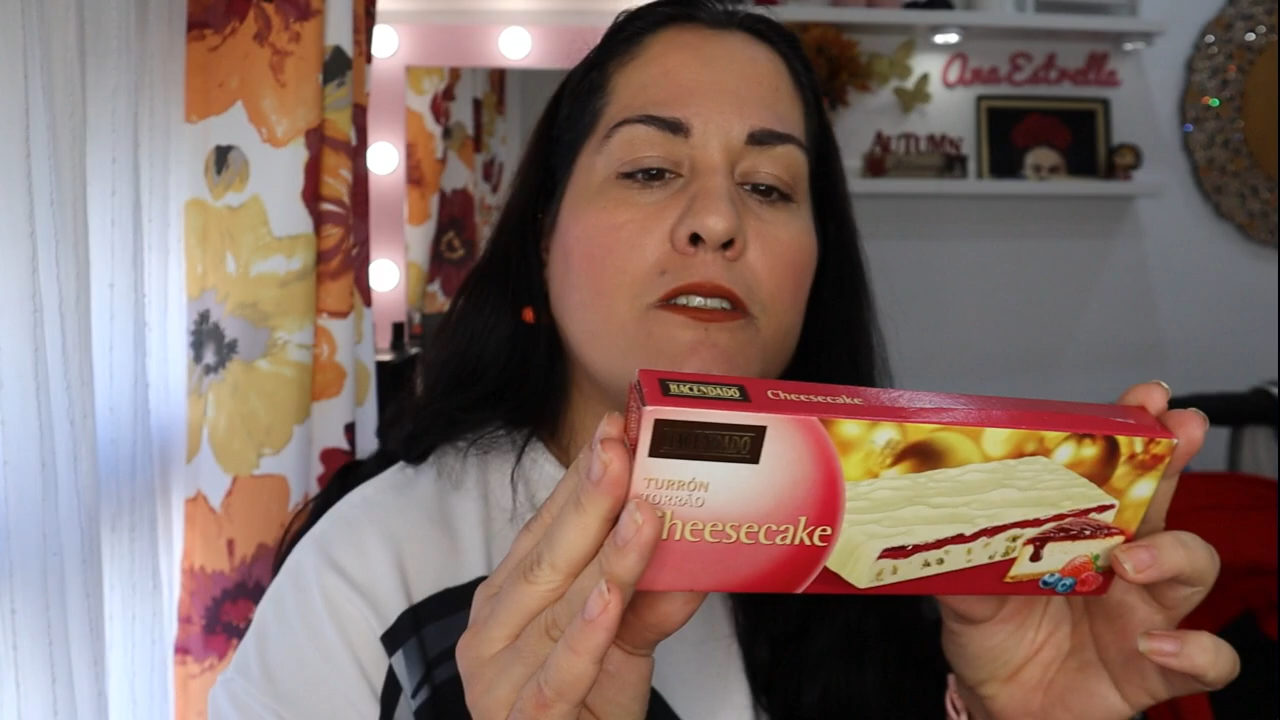 Ana Estrella
AUTUMN
HACENDADO Cheesecake
HACENDADO
TURRÓN
TORRÃO
Cheesecake